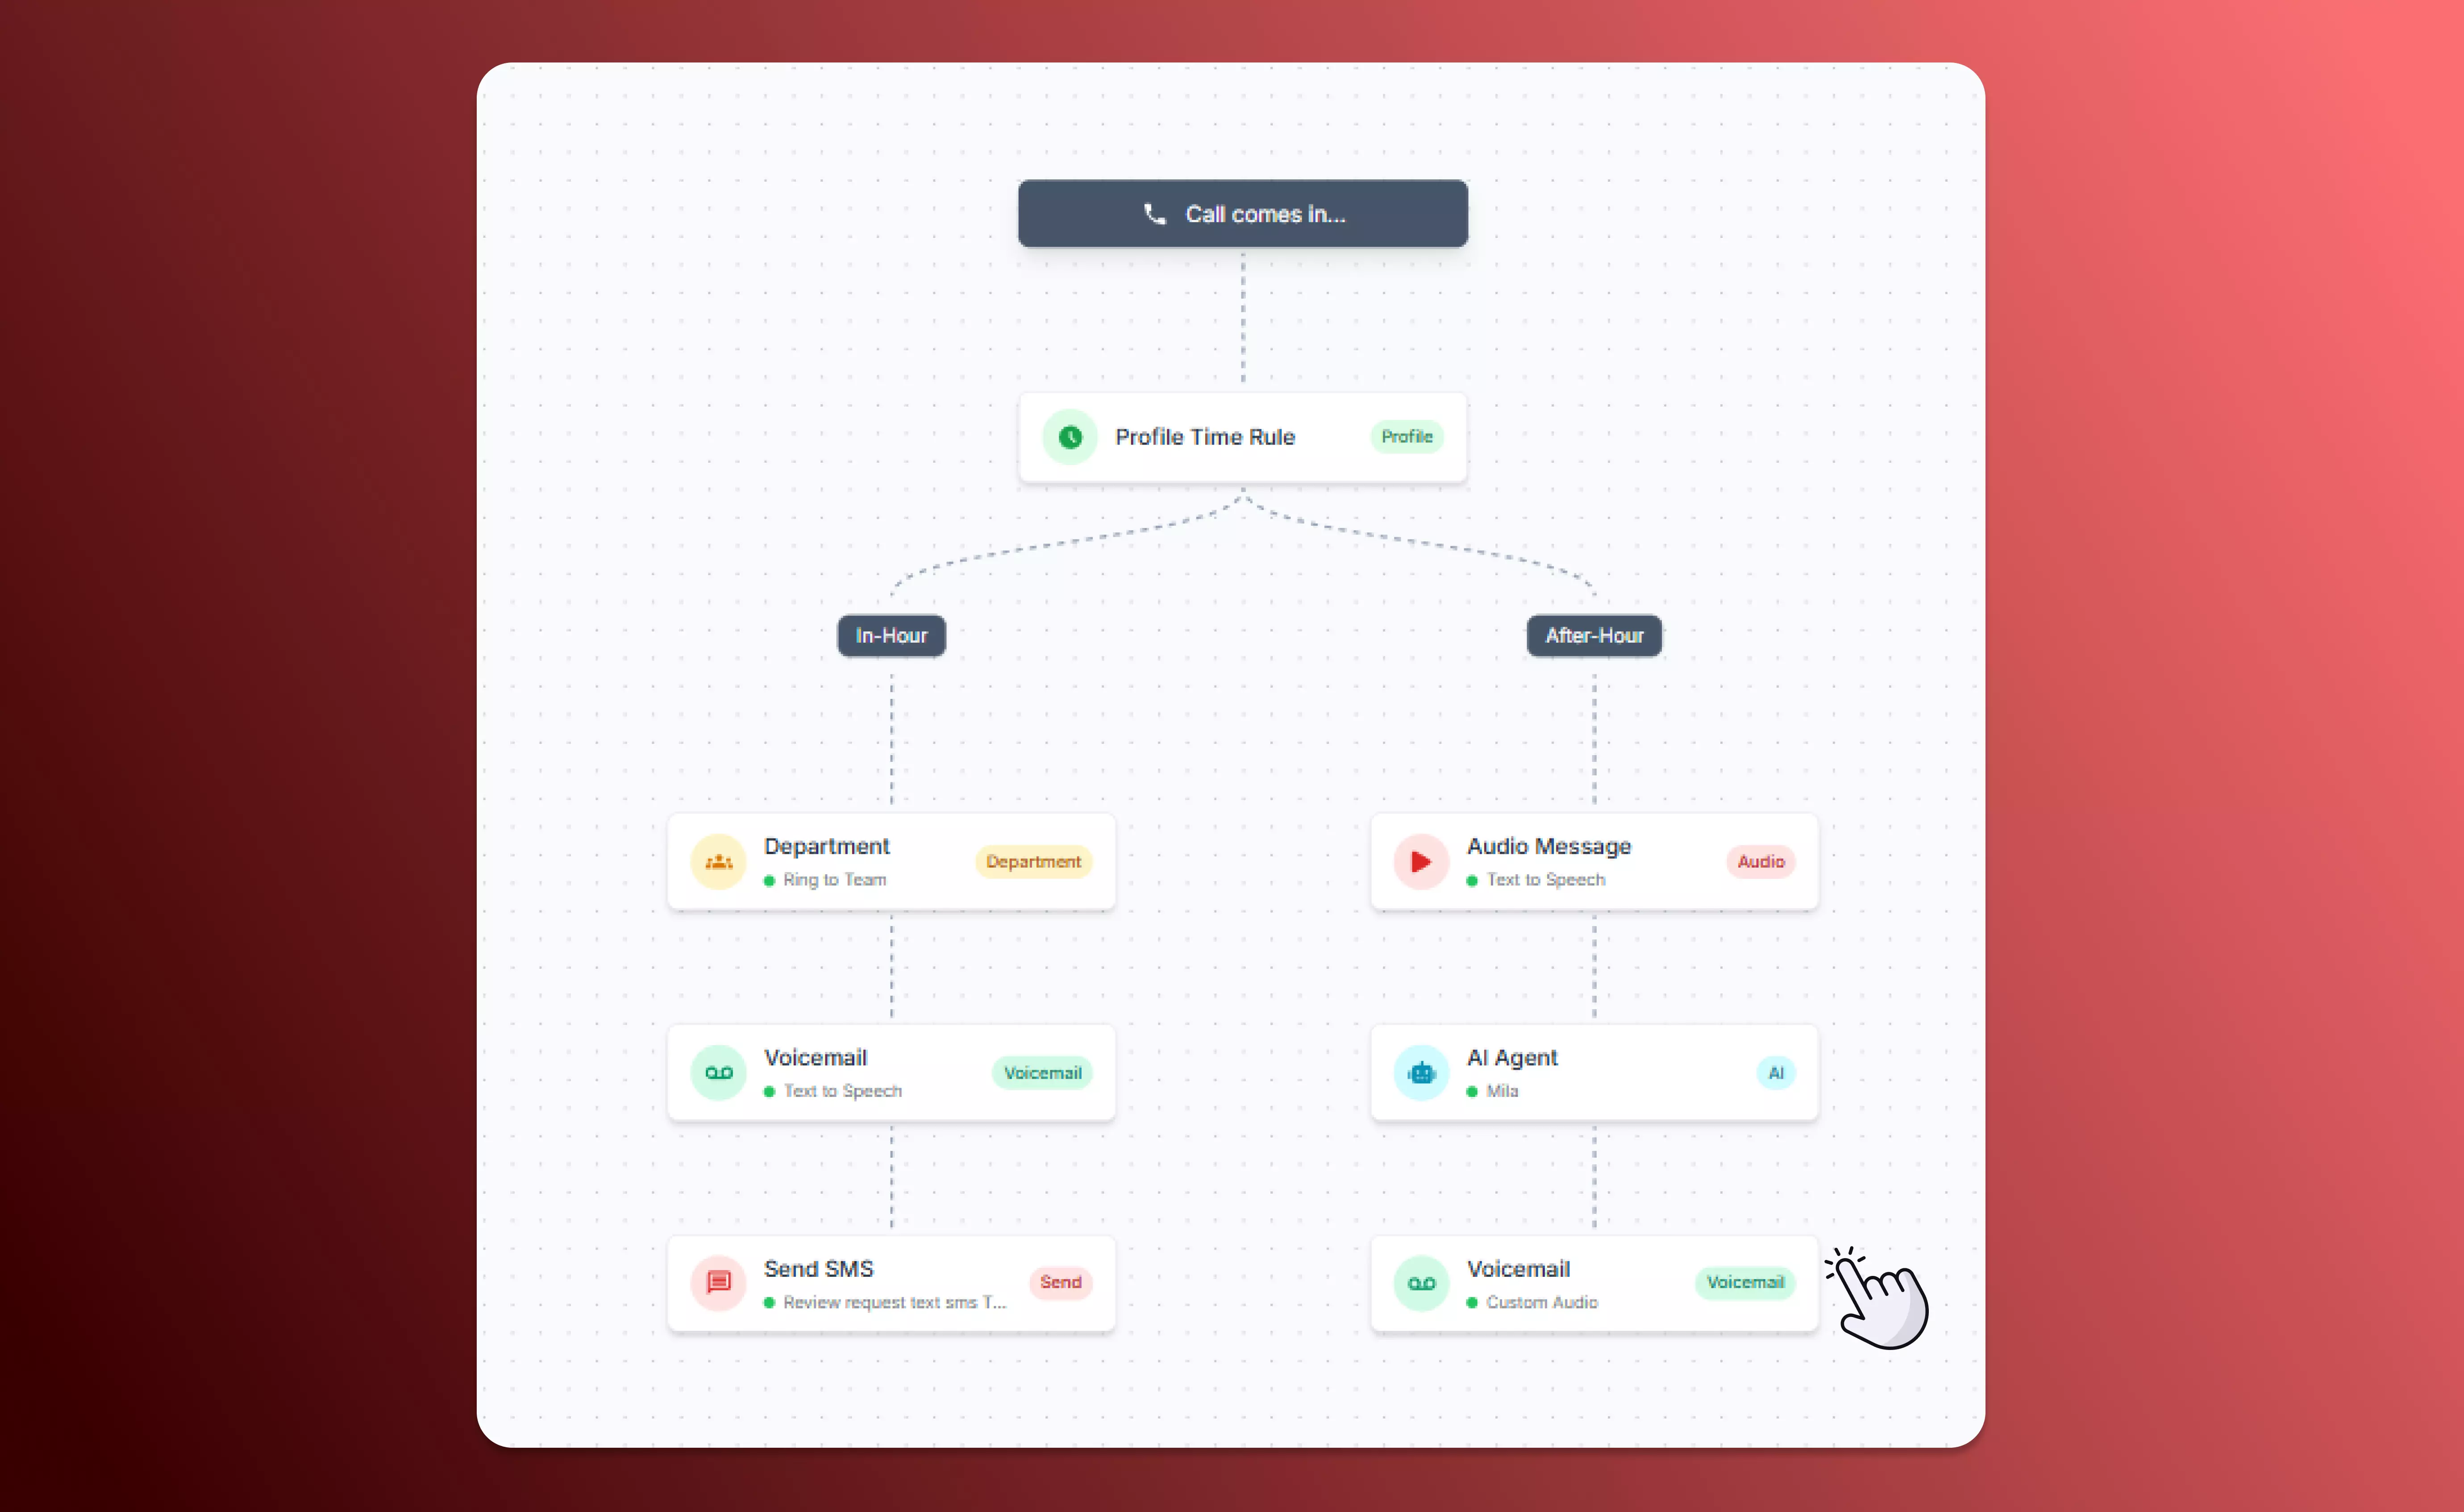 Call comes in...
Profile Time Rule
Profile
In-Hour
After-Hour
Department
Ring to Team
Department
Audio Message
Text to Speech
Audio
Voicemail
Text to Speech
Voicemail
AI Agent
Mila
AI
Send SMS
Review request text sms T...
Send
Voicemail
Custom Audio
Voicemail